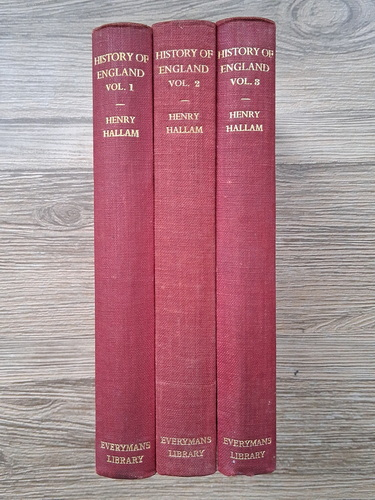 HISTORY OF
ENGLAND
VOL. 1
HENRY
HALLAM
EVERYMANS
LIBRARY
HISTORY OF
ENGLAND
VOL. 2
HENRY
HALLAM
EVERYMANS
LIBRARY
HISTORY OF
ENGLAND
VOL. 3
HENRY
HALLAM
EVERYMANS
LIBRARY